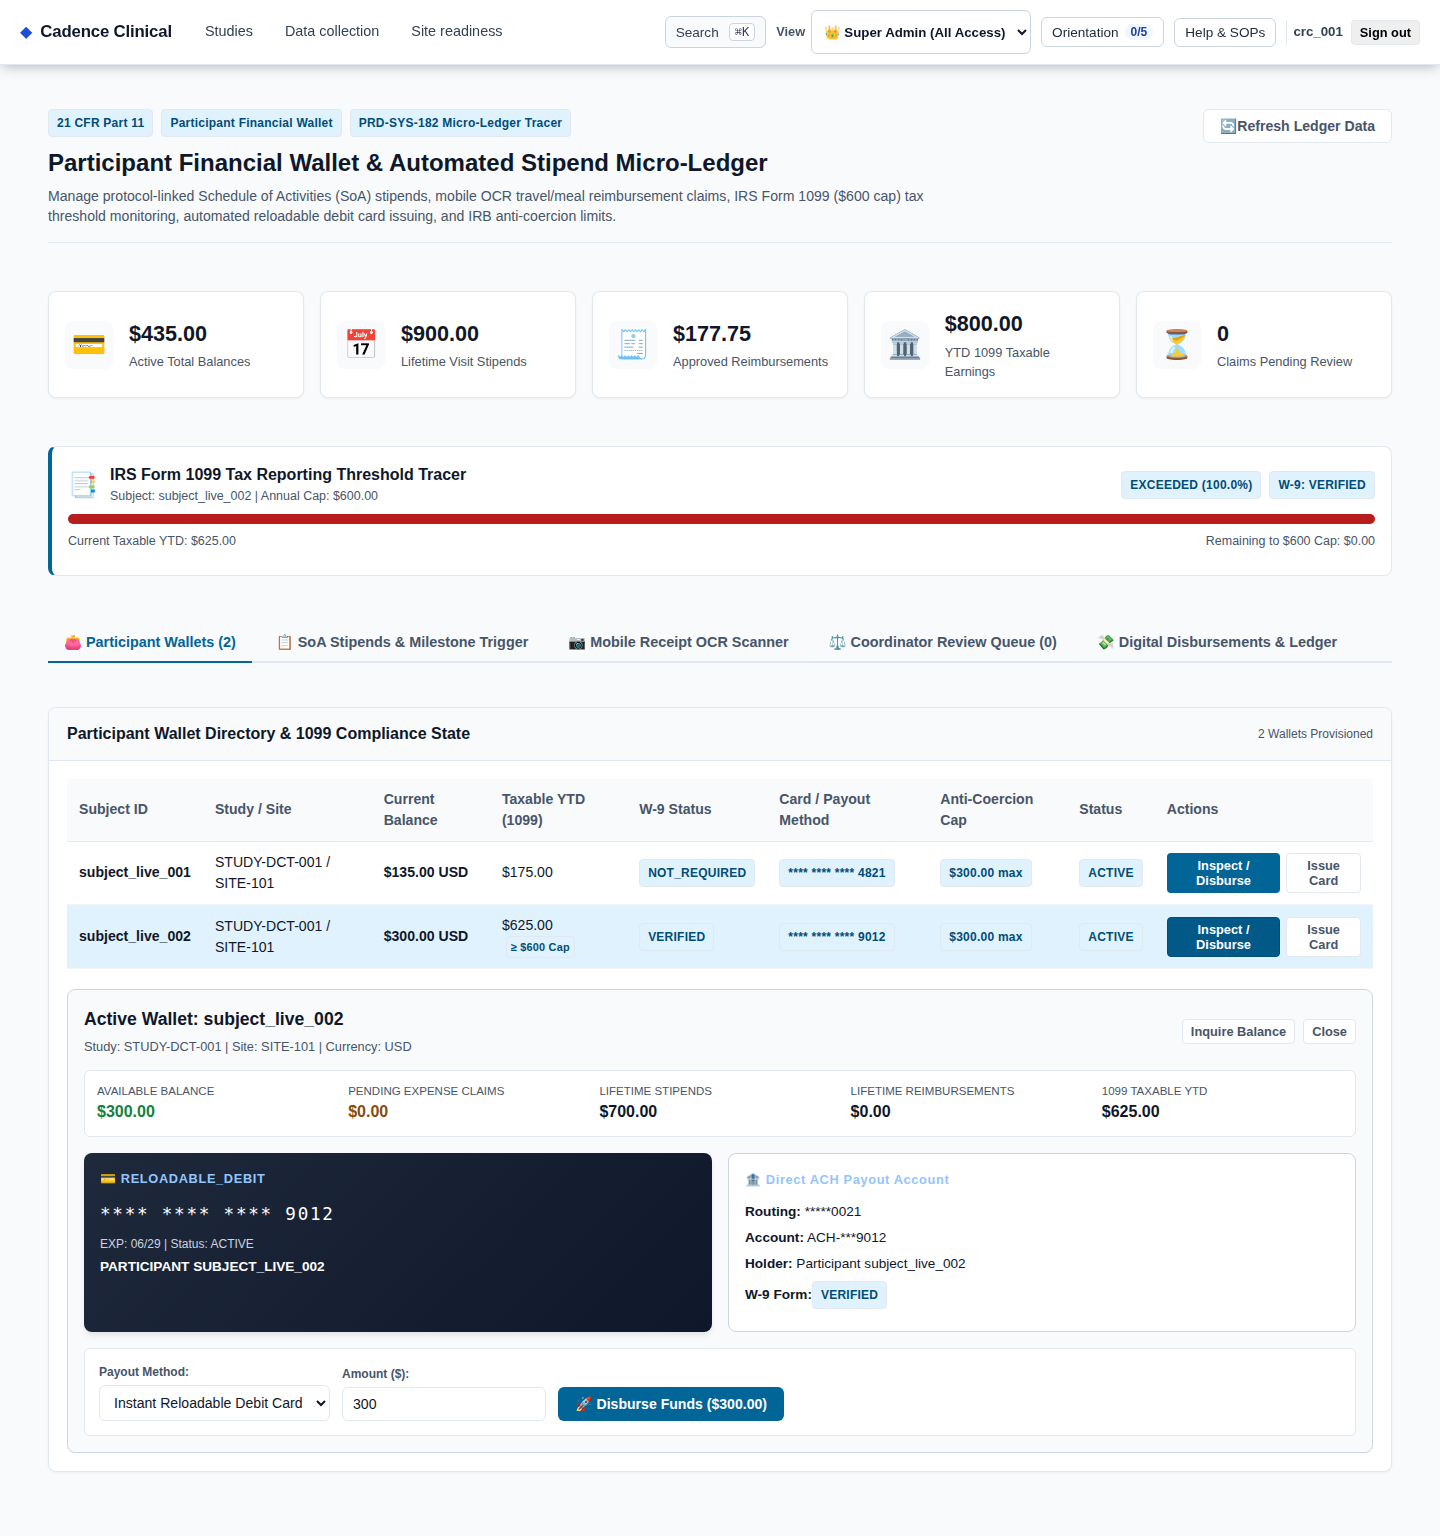 Cadence Clinical
Studies
Data collection
Site readiness
Search ⌘K
View
👑 Super Admin (All Access)
Orientation 0/5
Help & SOPs
crc_001
Sign out
21 CFR Part 11
Participant Financial Wallet
PRD-SYS-182 Micro-Ledger Tracer
🔄Refresh Ledger Data
Participant Financial Wallet & Automated Stipend Micro-Ledger
Manage protocol-linked Schedule of Activities (SoA) stipends, mobile OCR travel/meal reimbursement claims, IRS Form 1099 ($600 cap) tax
threshold monitoring, automated reloadable debit card issuing, and IRB anti-coercion limits.
$435.00
Active Total Balances
$900.00
Lifetime Visit Stipends
$177.75
Approved Reimbursements
$800.00
YTD 1099 Taxable
Earnings
0
Claims Pending Review
IRS Form 1099 Tax Reporting Threshold Tracer
Subject: subject_live_002 | Annual Cap: $600.00
EXCEEDED (100.0%)
W-9: VERIFIED
Current Taxable YTD: $625.00
Remaining to $600 Cap: $0.00
👛 Participant Wallets (2)
📋 SoA Stipends & Milestone Trigger
📷 Mobile Receipt OCR Scanner
⚖️ Coordinator Review Queue (0)
💸 Digital Disbursements & Ledger
Participant Wallet Directory & 1099 Compliance State
2 Wallets Provisioned
Subject ID
Study / Site
Current
Balance
Taxable YTD
(1099)
W-9 Status
Card / Payout
Method
Anti-Coercion
Cap
Status
Actions
subject_live_001
STUDY-DCT-001 /
SITE-101
$135.00 USD
$175.00
NOT_REQUIRED
**** **** **** 4821
$300.00 max
ACTIVE
Inspect /
Disburse
Issue
Card
subject_live_002
STUDY-DCT-001 /
SITE-101
$300.00 USD
$625.00
≥ $600 Cap
VERIFIED
**** **** **** 9012
$300.00 max
ACTIVE
Inspect /
Disburse
Issue
Card
Active Wallet: subject_live_002
Study: STUDY-DCT-001 | Site: SITE-101 | Currency: USD
Inquire Balance
Close
AVAILABLE BALANCE
$300.00
PENDING EXPENSE CLAIMS
$0.00
LIFETIME STIPENDS
$700.00
LIFETIME REIMBURSEMENTS
$0.00
1099 TAXABLE YTD
$625.00
💳 RELOADABLE_DEBIT
**** **** **** 9012
EXP: 06/29 | Status: ACTIVE
PARTICIPANT SUBJECT_LIVE_002
🏦 Direct ACH Payout Account
Routing: *****0021
Account: ACH-***9012
Holder: Participant subject_live_002
W-9 Form: VERIFIED
Payout Method:
Instant Reloadable Debit Card
Amount ($):
300
🚀 Disburse Funds ($300.00)